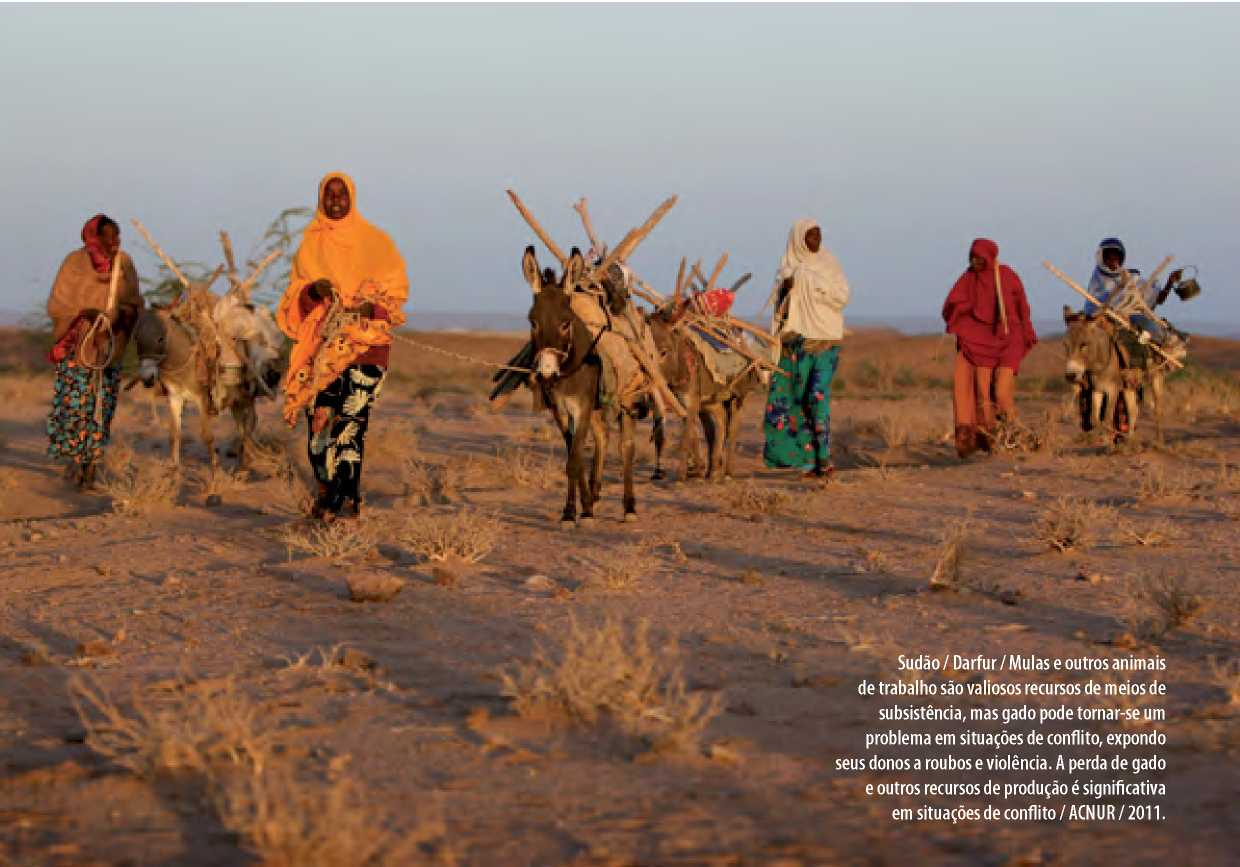 Sudão / Darfur / Mulas e outros animais
de trabalho são valiosos recursos de meios de
subsistência, mas gado pode tornar-se um
problema em situações de conflito, expondo
seus donos a roubos e violência. A perda de gado
e outros recursos de produção é significativa
em situações de conflito / ACNUR / 2011.